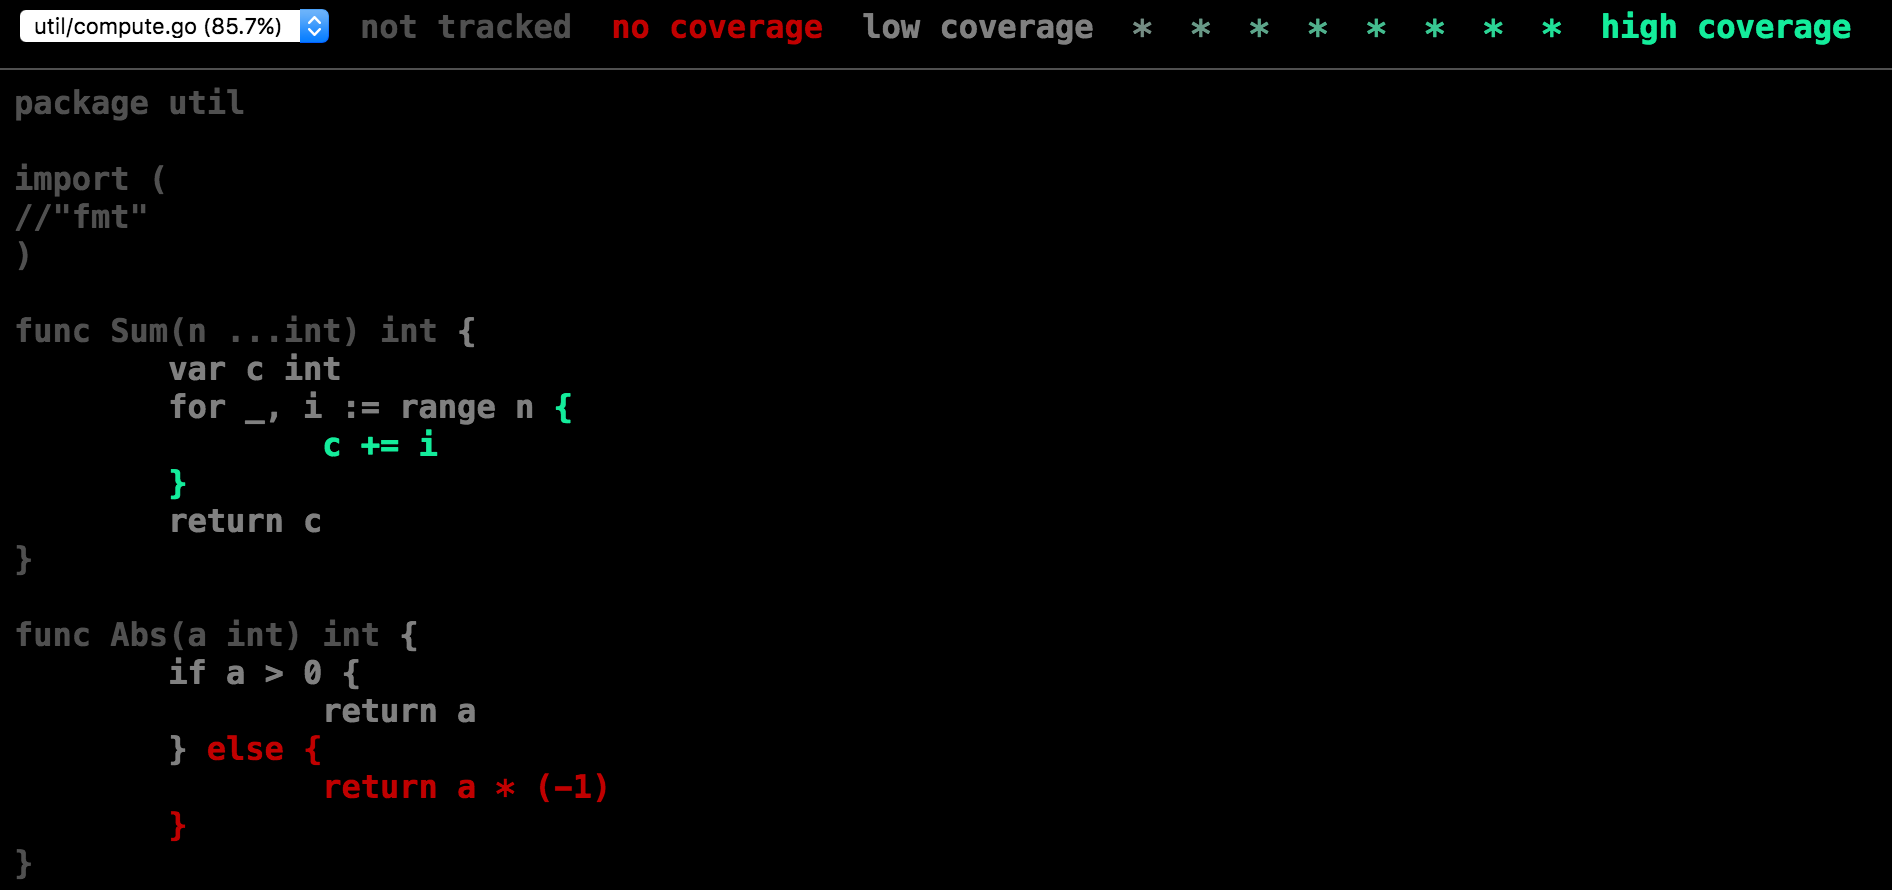 util/compute.go (85.7%) not tracked no coverage low coverage * * * * * * * * high coverage
package util
import (
//"fmt"
)
func Sum(n ...int) int {
var c int
for _, i := range n {
c += i
}
return c
}
func Abs(a int) int {
if a > 0 {
return a
} else {
return a * (-1)
}
}